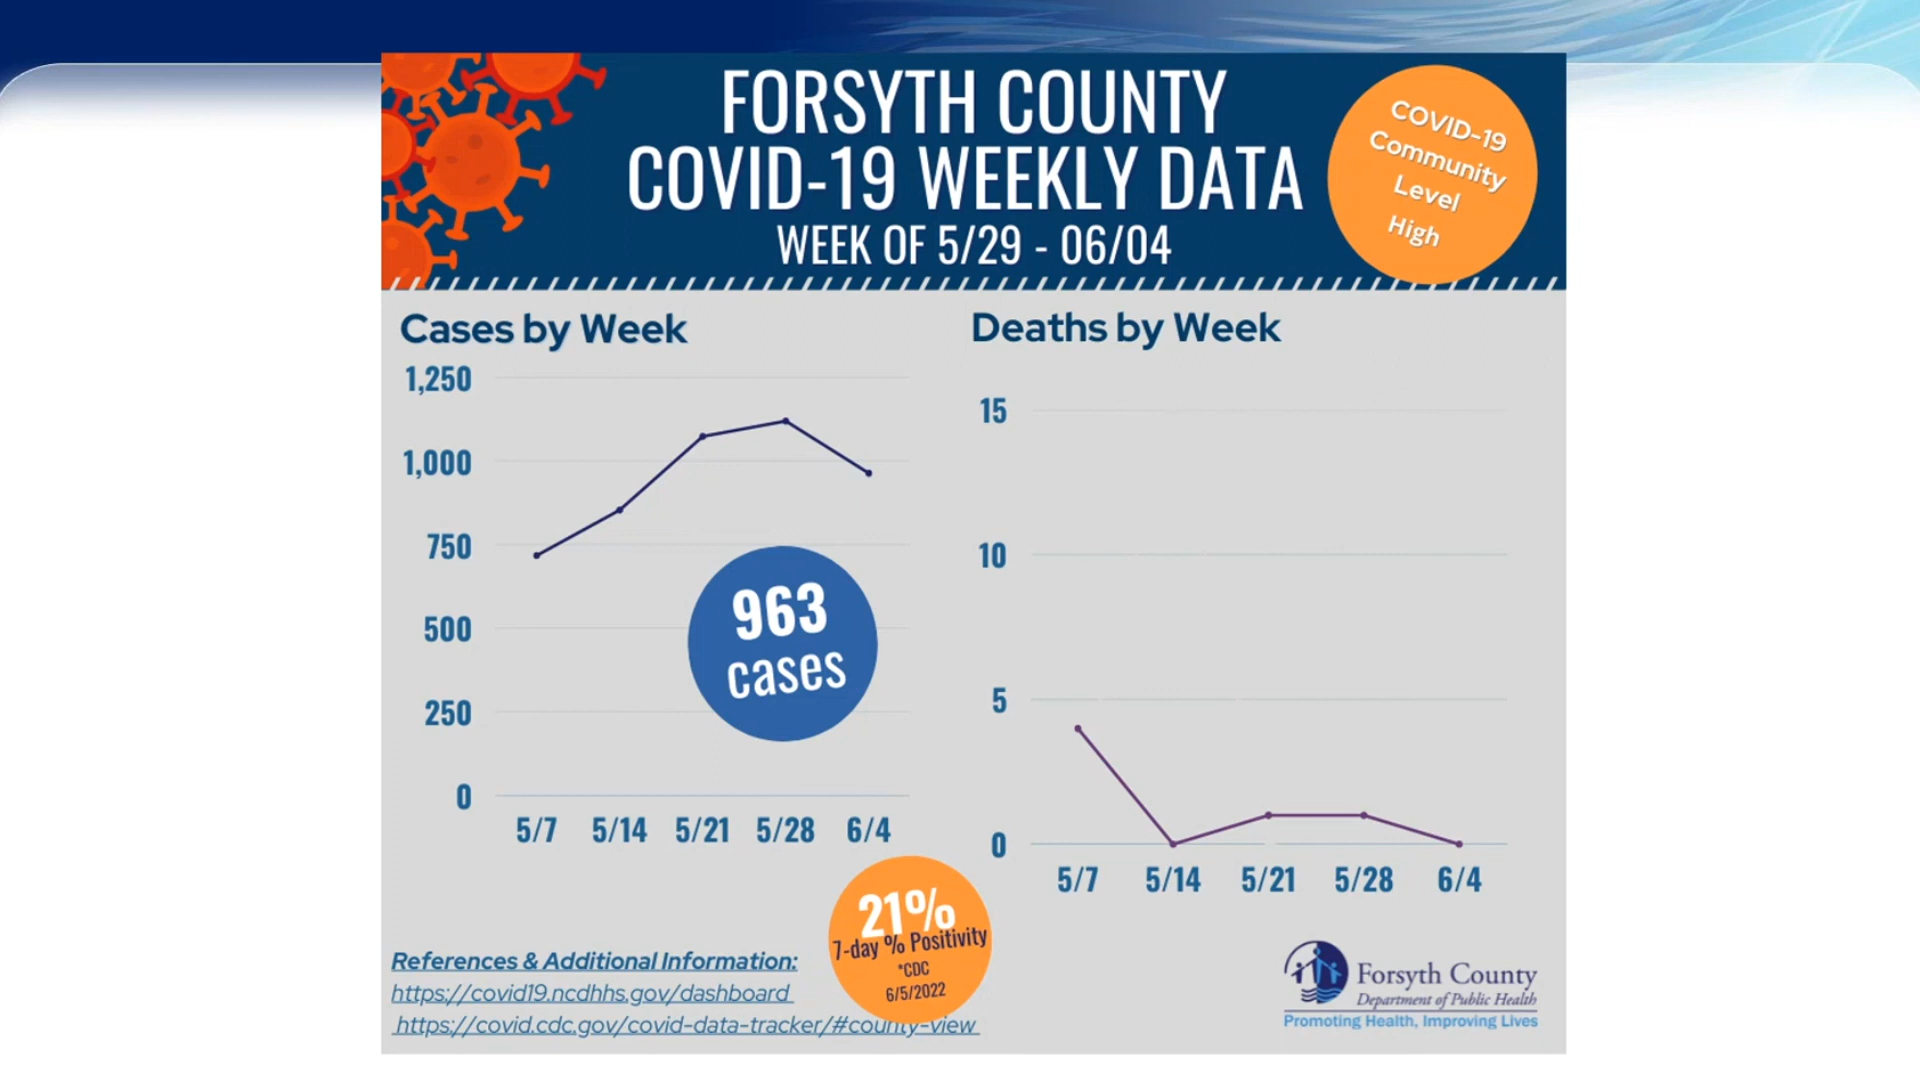 FORSYTH COUNTY
COVID-19 WEEKLY DATA
WEEK OF 5/29 - 06/04
COVID-19
Community
Level
High
Cases by Week
1,250
1,000
750
500
250
0
5/7 5/14 5/21 5/28 6/4
963
cases
Deaths by Week
15
10
5
0
5/7 5/14 5/21 5/28 6/4
21%
7-day % Positivity
*CDC
6/5/2022
References & Additional Information:
https://covid19.ncdhhs.gov/dashboard
https://covid.cdc.gov/covid-data-tracker/#county-view
Forsyth County
Department of Public Health
Promoting Health, Improving Lives